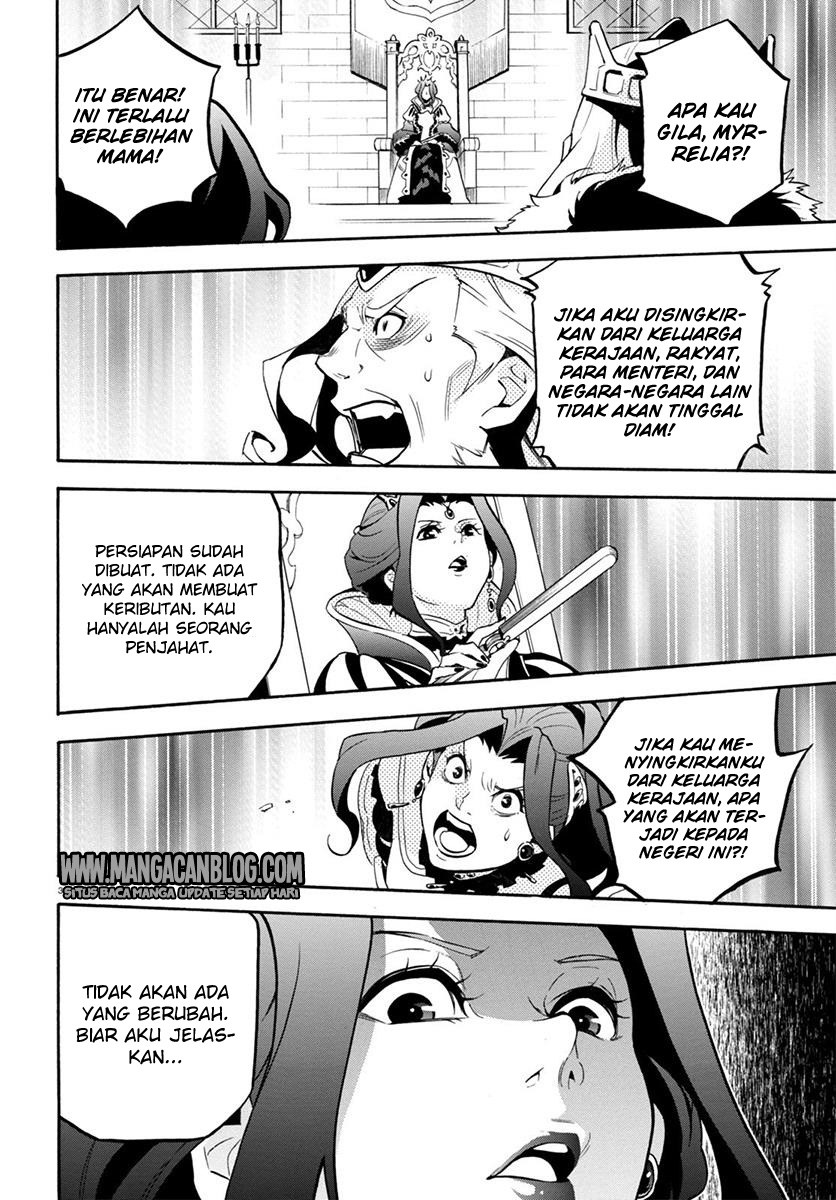 APA KAU
GILA, MYR-
RELIA?!
ITU BENAR!
INI TERLALU
BERLEBIHAN
MAMA!
JIKA AKU DISINGKIR-
KAN DARI KELUARGA
KERAJAAN, RAKYAT,
PARA MENTERI, DAN
NEGARA-NEGARA LAIN
TIDAK AKAN TINGGAL
DIAM!
PERSIAPAN SUDAH
DIBUAT. TIDAK ADA
YANG AKAN MEMBUAT
KERIBUTAN. KAU
HANYALAH SEORANG
PENJAHAT.
JIKA KAU ME-
NYINGKIRKANKU
DARI KELUARGA
KERAJAAN, APA
YANG AKAN TER-
JADI KEPADA
NEGERI INI?!
WWW.MANGACANBLOG.COM
SITUS BACA MANGA UPDATE SETIAP HARI
TIDAK AKAN ADA
YANG BERUBAH.
BIAR AKU JELAS-
KAN...